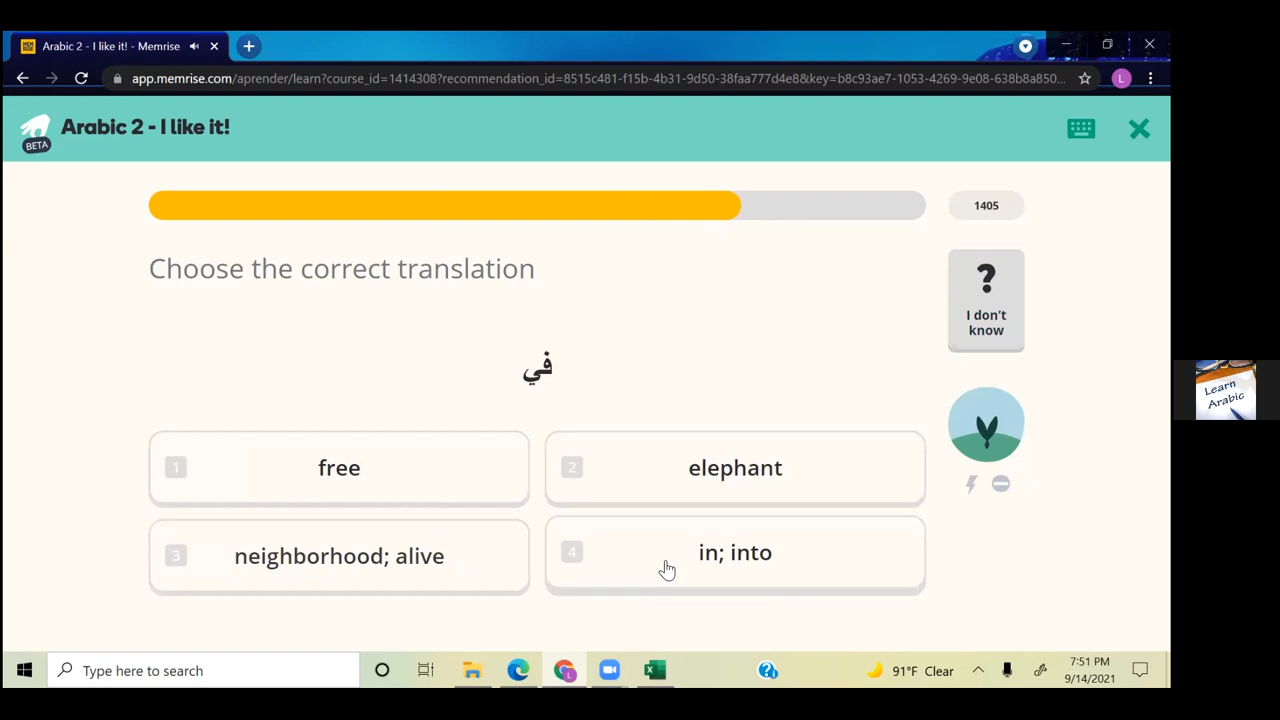 Arabic 2 - I like it! - Memrise
app.memrise.com/aprender/learn?course_id=1414308?recommendation_id=8515c481-f15b-4b31-9d50-38faa777d4e8&key=b8c93ae7-1053-4269-9e08-638b8a850...
L
BETA
Arabic 2 - I like it!
1405
Choose the correct translation
?
I don't
know
في
1 free
2 elephant
3 neighborhood; alive
4 in; into
Learn
Arabic
Type here to search
91°F Clear
7:51 PM
9/14/2021